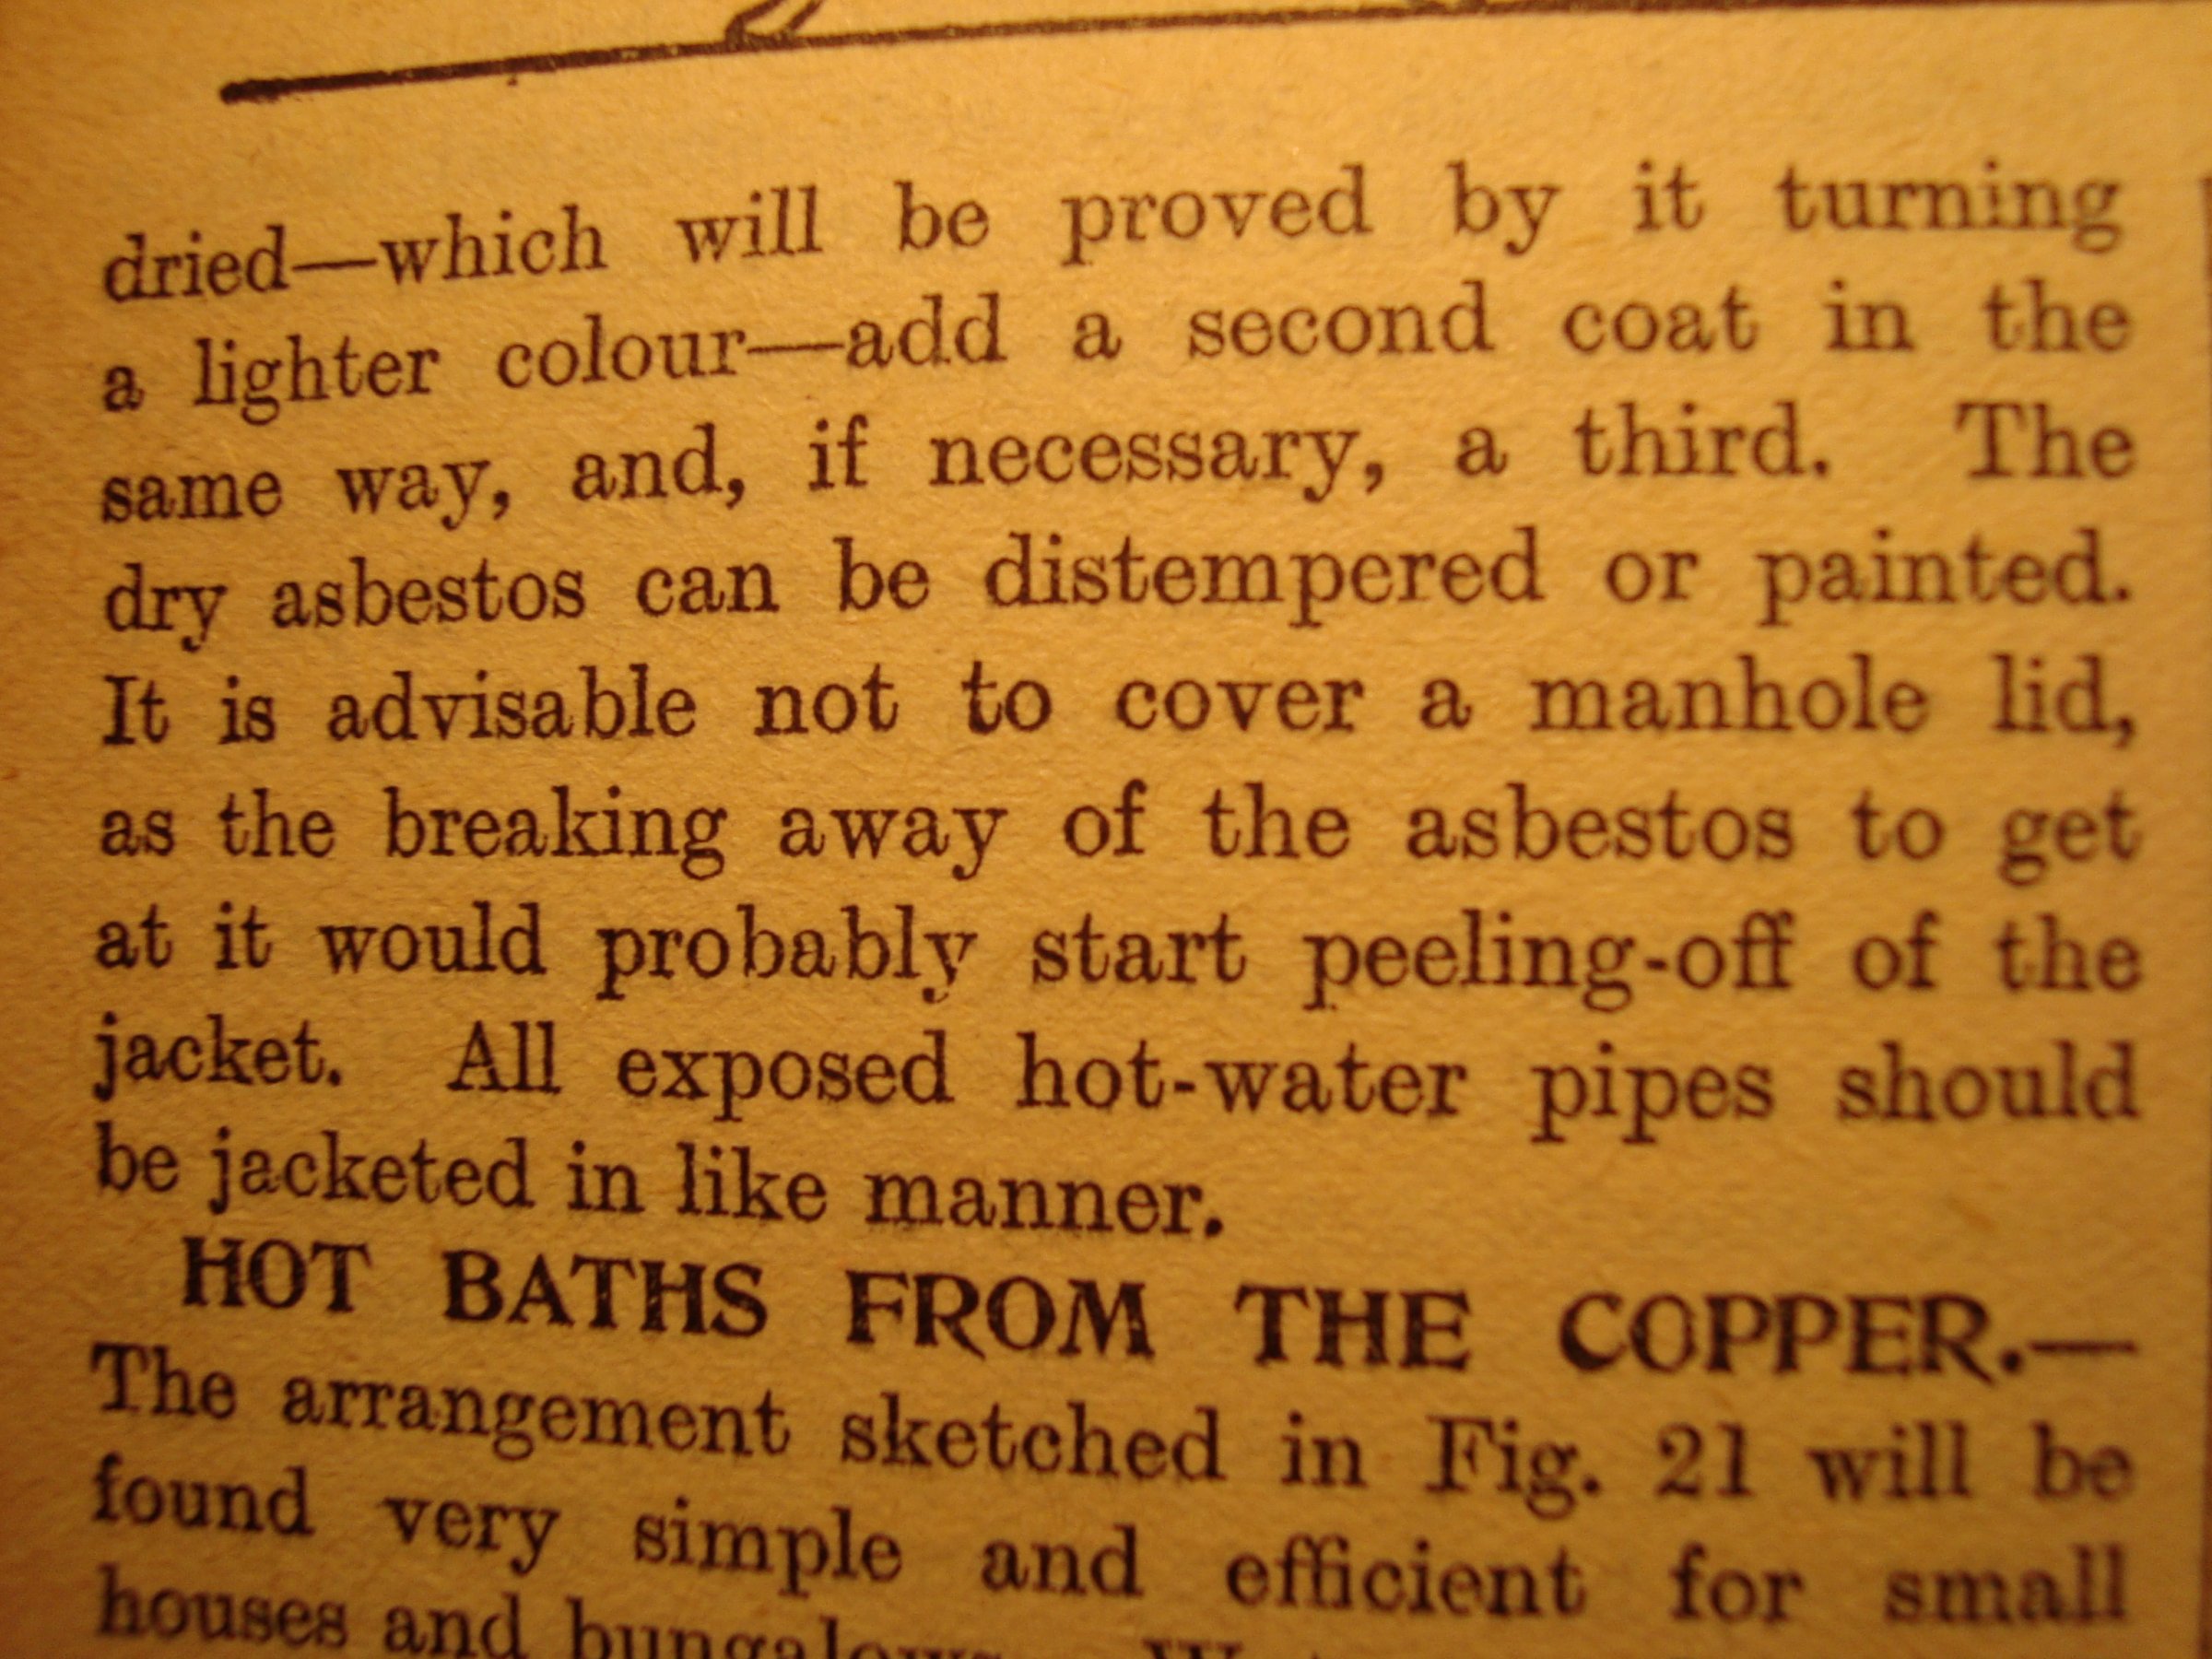 dried—which will be proved by it turning
a lighter colour—add a second coat in the
same way, and, if necessary, a third. The
dry asbestos can be distempered or painted.
It is advisable not to cover a manhole lid,
as the breaking away of the asbestos to get
at it would probably start peeling-off of the
jacket. All exposed hot-water pipes should
be jacketed in like manner.
HOT BATHS FROM THE COPPER.—
The arrangement sketched in Fig. 21 will be
found very simple and efficient for small
houses and bungalows.